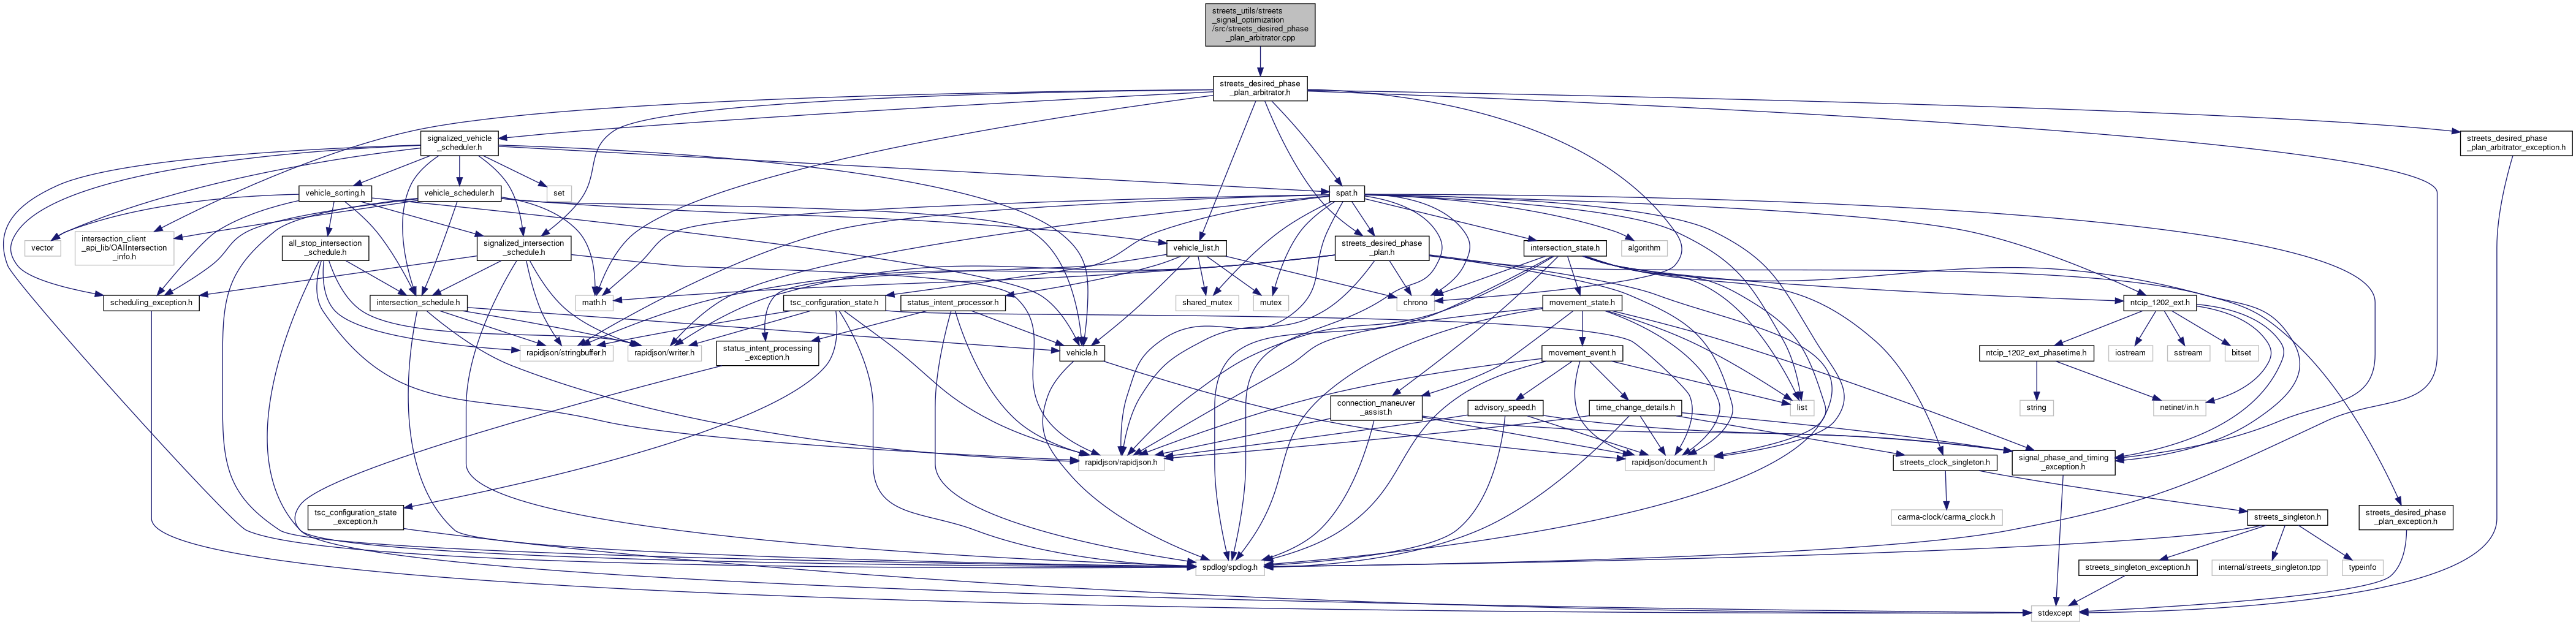 streets_utils/streets
_signal_optimization
/src/streets_desired_phase
_plan_arbitrator.cpp
streets_desired_phase
_plan_arbitrator.h
signalized_vehicle
_scheduler.h
streets_desired_phase
_plan_arbitrator_exception.h
vehicle_sorting.h
vehicle_scheduler.h
set
spat.h
vector
intersection_client
_api_lib/OAIIntersection
_info.h
all_stop_intersection
_schedule.h
signalized_intersection
_schedule.h
vehicle_list.h
streets_desired_phase
_plan.h
intersection_state.h
algorithm
scheduling_exception.h
intersection_schedule.h
math.h
tsc_configuration_state.h
status_intent_processor.h
shared_mutex
mutex
chrono
movement_state.h
ntcip_1202_ext.h
rapidjson/stringbuffer.h
rapidjson/writer.h
status_intent_processing
_exception.h
vehicle.h
movement_event.h
ntcip_1202_ext_phasetime.h
iostream
sstream
bitset
connection_maneuver
_assist.h
advisory_speed.h
time_change_details.h
list
string
netinet/in.h
rapidjson/rapidjson.h
rapidjson/document.h
streets_clock_singleton.h
signal_phase_and_timing
_exception.h
tsc_configuration_state
_exception.h
carma-clock/carma_clock.h
streets_singleton.h
streets_desired_phase
_plan_exception.h
spdlog/spdlog.h
streets_singleton_exception.h
internal/streets_singleton.tpp
typeinfo
stdexcept